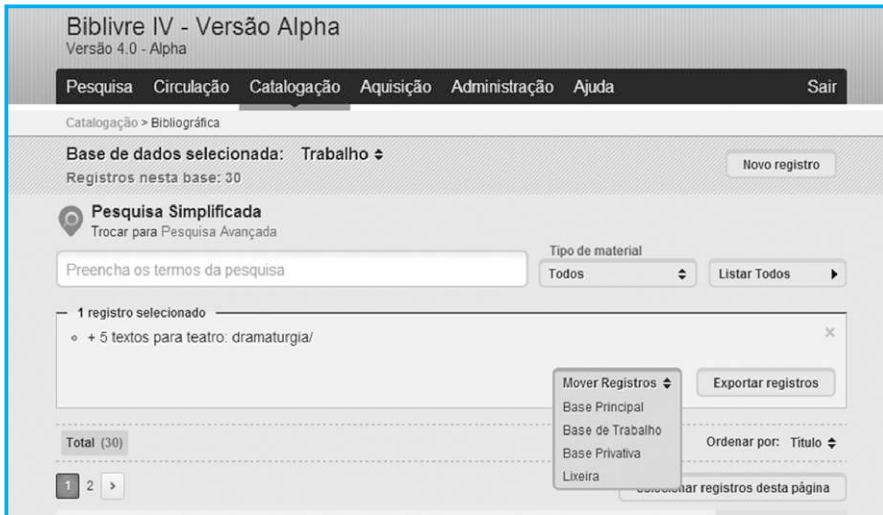 Biblivre IV - Versão Alpha
Versão 4.0 - Alpha
Pesquisa Circulação Catalogação Aquisição Administração Ajuda Sair
Catalogação > Bibliográfica
Base de dados selecionada: Trabalho
Registros nesta base: 30
Novo registro
Pesquisa Simplificada
Trocar para Pesquisa Avançada
Tipo de material
Preencha os termos da pesquisa
Todos
Listar Todos
1 registro selecionado
+ 5 textos para teatro: dramaturgia/
×
Mover Registros
Exportar registros
Base Principal
Base de Trabalho
Base Privativa
Lixeira
Total (30)
Ordenar por: Título
1 2 >
registros desta página